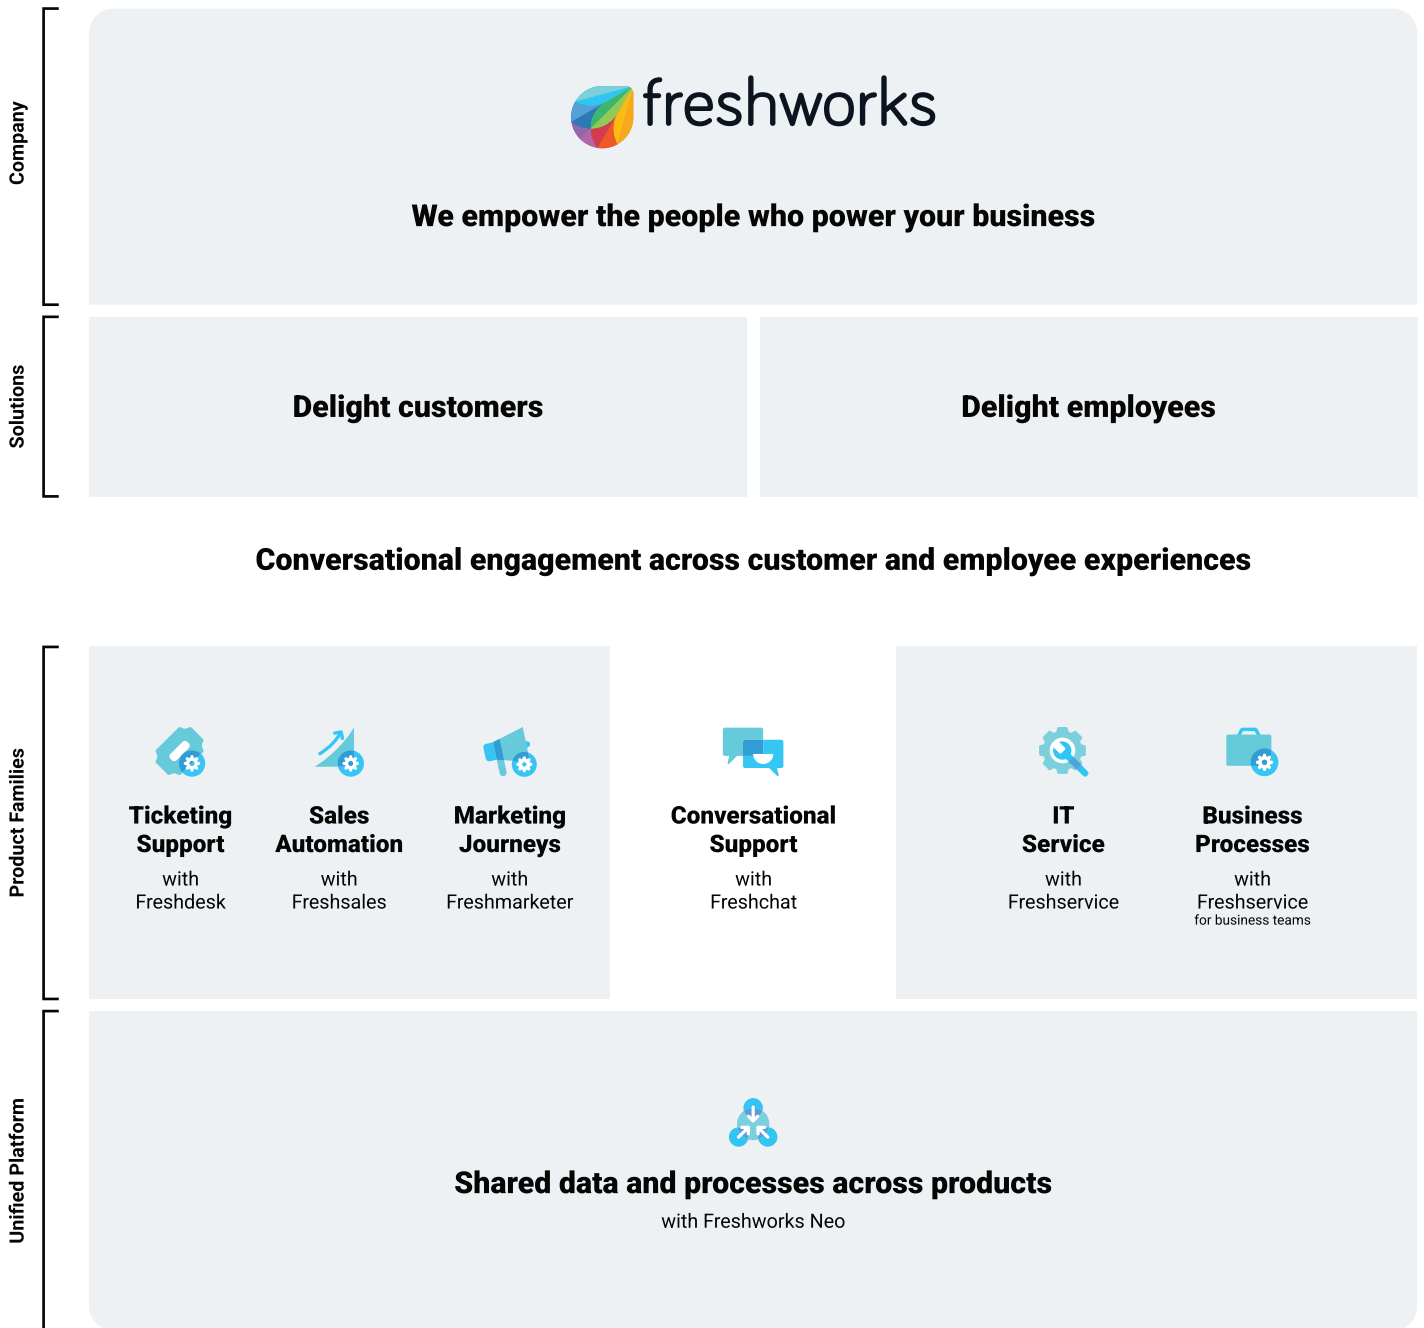 Company
freshworks
We empower the people who power your business
Solutions
Delight customers
Delight employees
Conversational engagement across customer and employee experiences
Product Families
Ticketing
Support
with
Freshdesk
Sales
Automation
with
Freshsales
Marketing
Journeys
with
Freshmarketer
Conversational
Support
with
Freshchat
IT
Service
with
Freshservice
Business
Processes
with
Freshservice
for business teams
Unified Platform
Shared data and processes across products
with Freshworks Neo